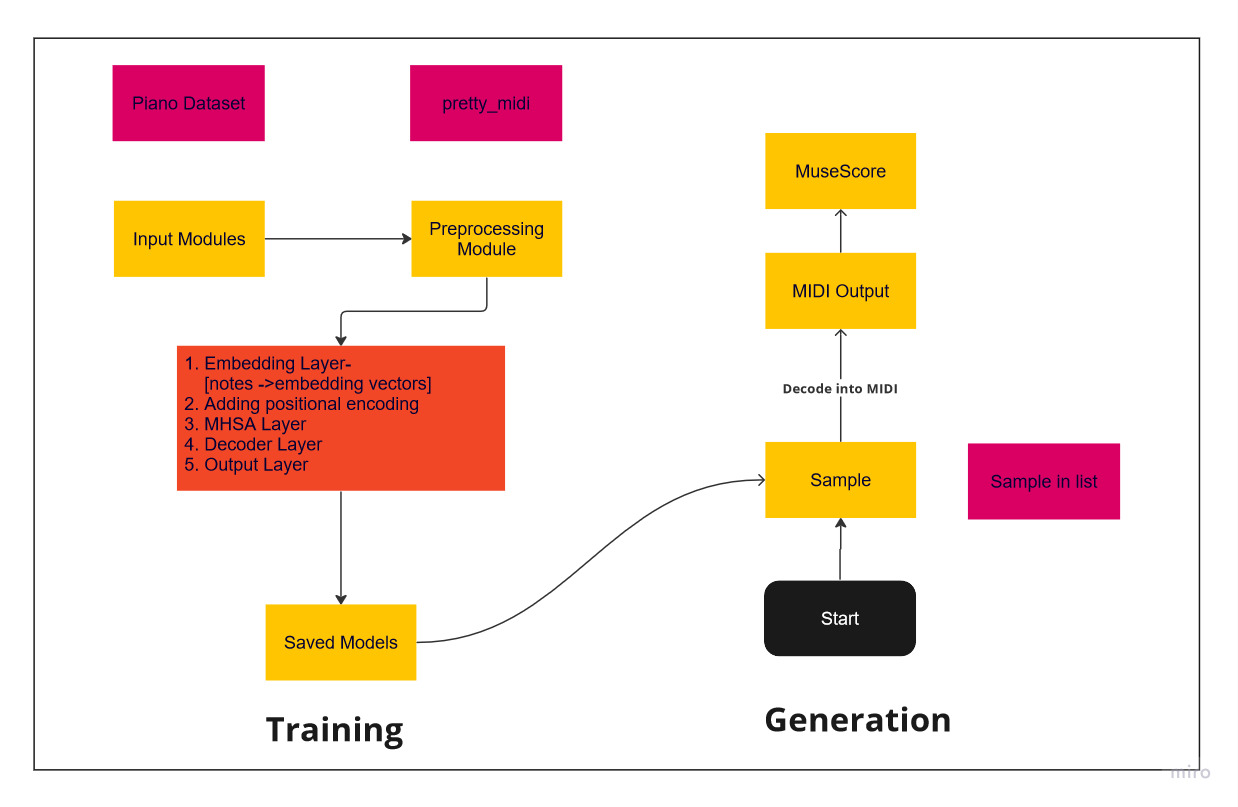 Piano Dataset
pretty_midi
Input Modules
Preprocessing
Module
1. Embedding Layer-
[notes ->embedding vectors]
2. Adding positional encoding
3. MHSA Layer
4. Decoder Layer
5. Output Layer
Saved Models
Training
MuseScore
MIDI Output
Decode into MIDI
Sample
Sample in list
Start
Generation
miro